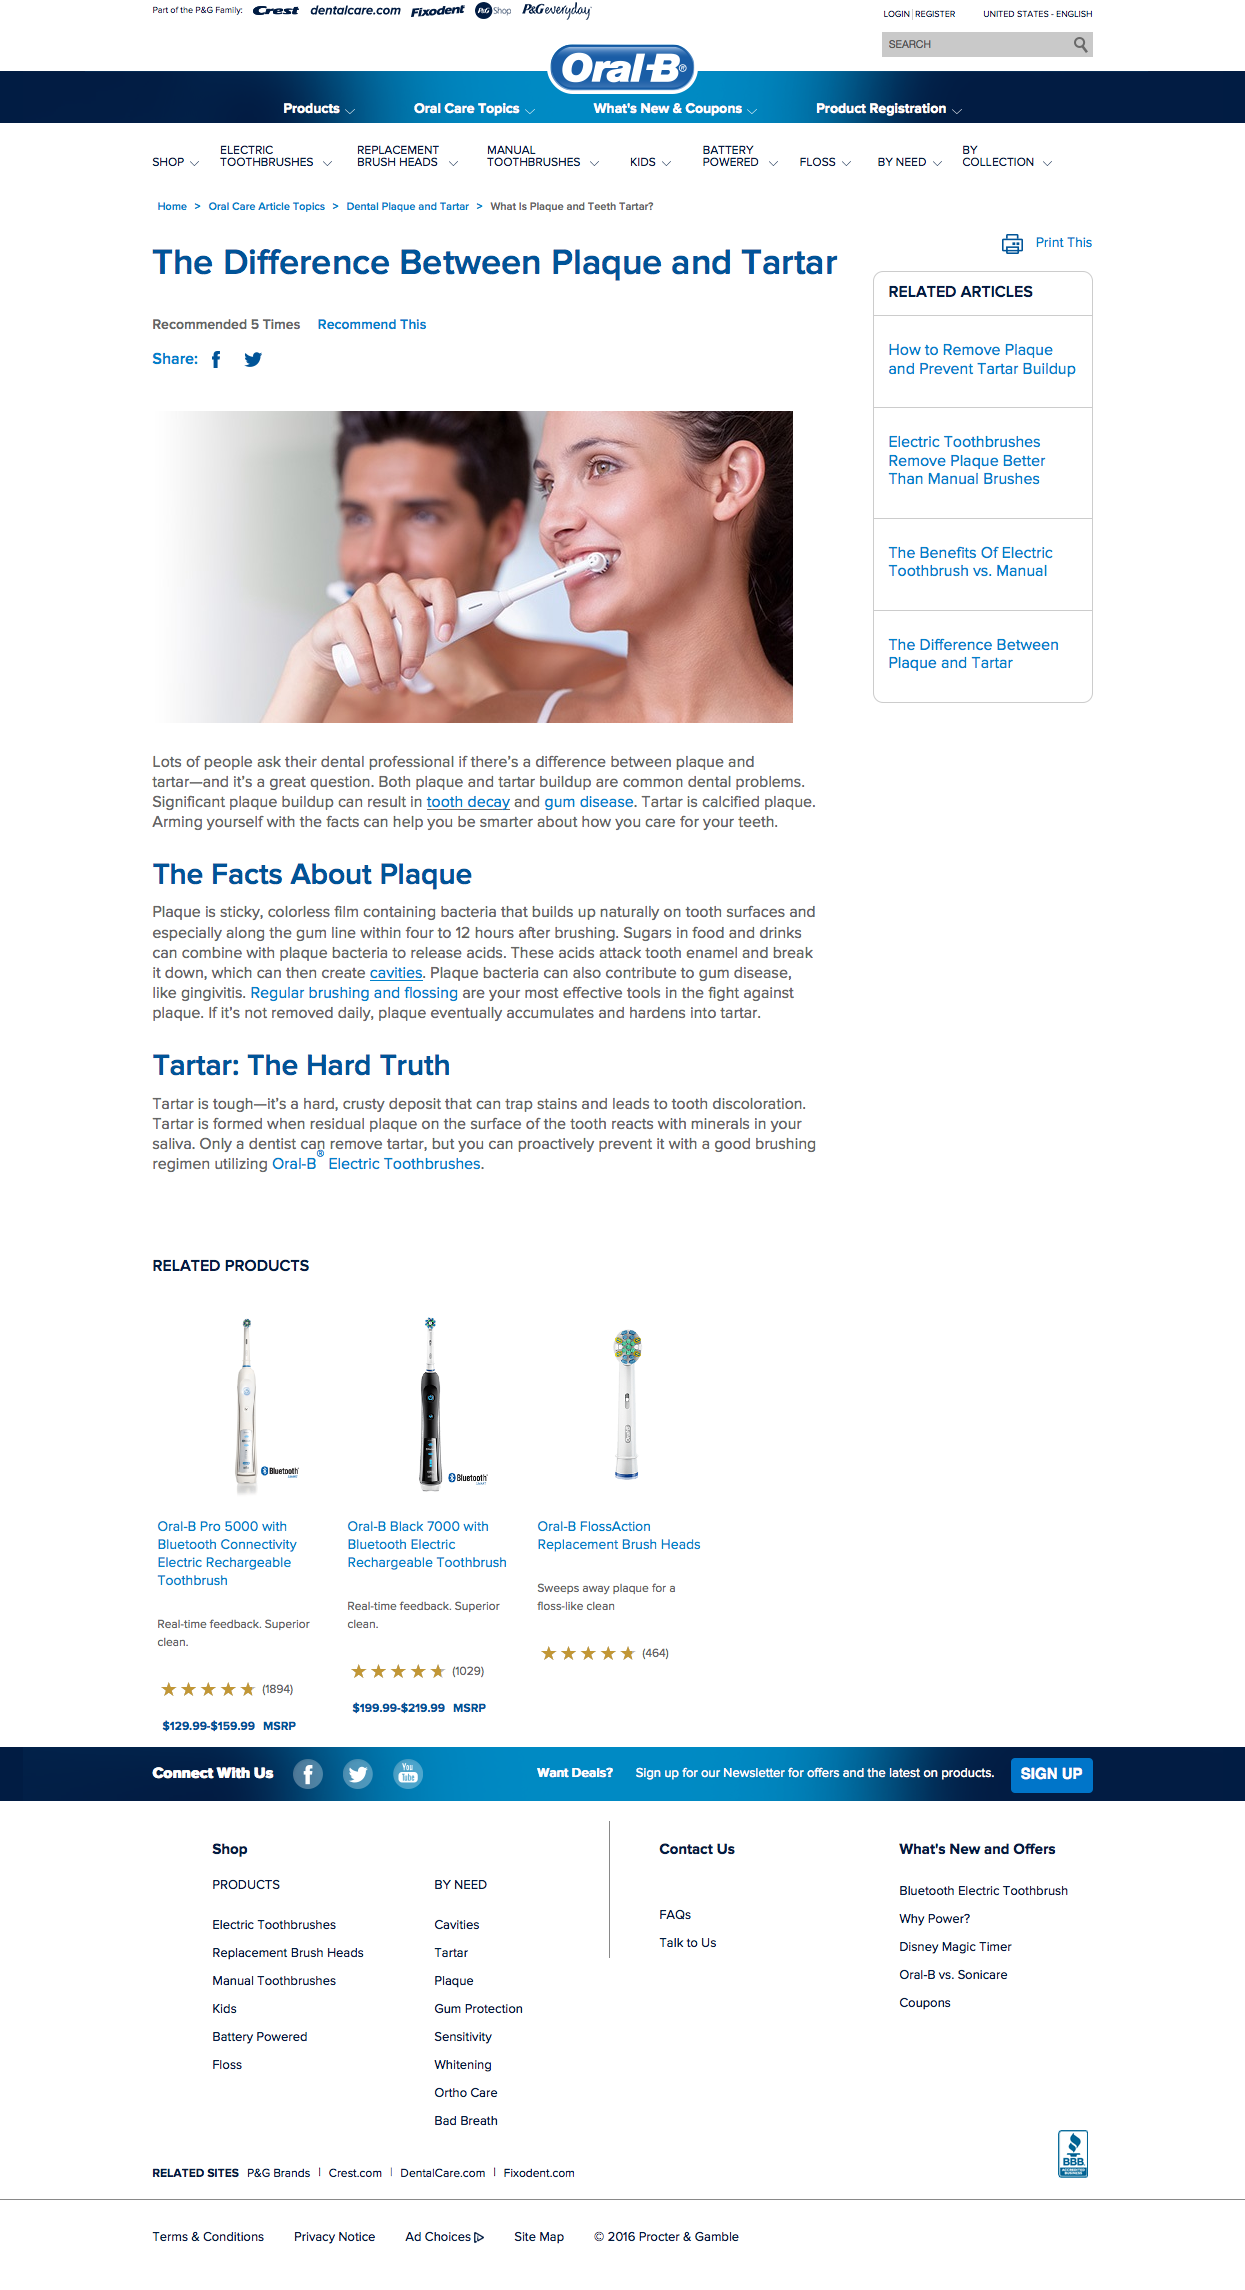 Part of the P&G Family: Crest dentalcare.com Fixodent P&G Shop P&G everyday
LOGIN | REGISTER UNITED STATES - ENGLISH
SEARCH
Oral-B®
Products Oral Care Topics What's New & Coupons Product Registration
SHOP
ELECTRIC
TOOTHBRUSHES
REPLACEMENT
BRUSH HEADS
MANUAL
TOOTHBRUSHES
KIDS
BATTERY
POWERED
FLOSS
BY NEED
BY
COLLECTION
Home > Oral Care Article Topics > Dental Plaque and Tartar > What Is Plaque and Teeth Tartar?
The Difference Between Plaque and Tartar
Recommended 5 Times Recommend This
Share:
Print This
RELATED ARTICLES
How to Remove Plaque
and Prevent Tartar Buildup
Electric Toothbrushes
Remove Plaque Better
Than Manual Brushes
The Benefits Of Electric
Toothbrush vs. Manual
The Difference Between
Plaque and Tartar
Lots of people ask their dental professional if there's a difference between plaque and
tartar—and it's a great question. Both plaque and tartar buildup are common dental problems.
Significant plaque buildup can result in tooth decay and gum disease. Tartar is calcified plaque.
Arming yourself with the facts can help you be smarter about how you care for your teeth.
The Facts About Plaque
Plaque is sticky, colorless film containing bacteria that builds up naturally on tooth surfaces and
especially along the gum line within four to 12 hours after brushing. Sugars in food and drinks
can combine with plaque bacteria to release acids. These acids attack tooth enamel and break
it down, which can then create cavities. Plaque bacteria can also contribute to gum disease,
like gingivitis. Regular brushing and flossing are your most effective tools in the fight against
plaque. If it's not removed daily, plaque eventually accumulates and hardens into tartar.
Tartar: The Hard Truth
Tartar is tough—it's a hard, crusty deposit that can trap stains and leads to tooth discoloration.
Tartar is formed when residual plaque on the surface of the tooth reacts with minerals in your
saliva. Only a dentist can remove tartar, but you can proactively prevent it with a good brushing
regimen utilizing Oral-B® Electric Toothbrushes.
RELATED PRODUCTS
Bluetooth
Bluetooth
Oral-B Pro 5000 with
Bluetooth Connectivity
Electric Rechargeable
Toothbrush
Real-time feedback. Superior
clean.
(1894)
$129.99-$159.99 MSRP
Oral-B Black 7000 with
Bluetooth Electric
Rechargeable Toothbrush
Real-time feedback. Superior
clean.
(1029)
$199.99-$219.99 MSRP
Oral-B FlossAction
Replacement Brush Heads
Sweeps away plaque for a
floss-like clean
(464)
Connect With Us
You
Tube
Want Deals? Sign up for our Newsletter for offers and the latest on products. SIGN UP
Shop
PRODUCTS
Electric Toothbrushes
Replacement Brush Heads
Manual Toothbrushes
Kids
Battery Powered
Floss
BY NEED
Cavities
Tartar
Plaque
Gum Protection
Sensitivity
Whitening
Ortho Care
Bad Breath
Contact Us
FAQs
Talk to Us
What's New and Offers
Bluetooth Electric Toothbrush
Why Power?
Disney Magic Timer
Oral-B vs. Sonicare
Coupons
BBB.
ACCREDITED
BUSINESS
RELATED SITES P&G Brands | Crest.com | DentalCare.com | Fixodent.com
Terms & Conditions Privacy Notice Ad Choices Site Map © 2016 Procter & Gamble